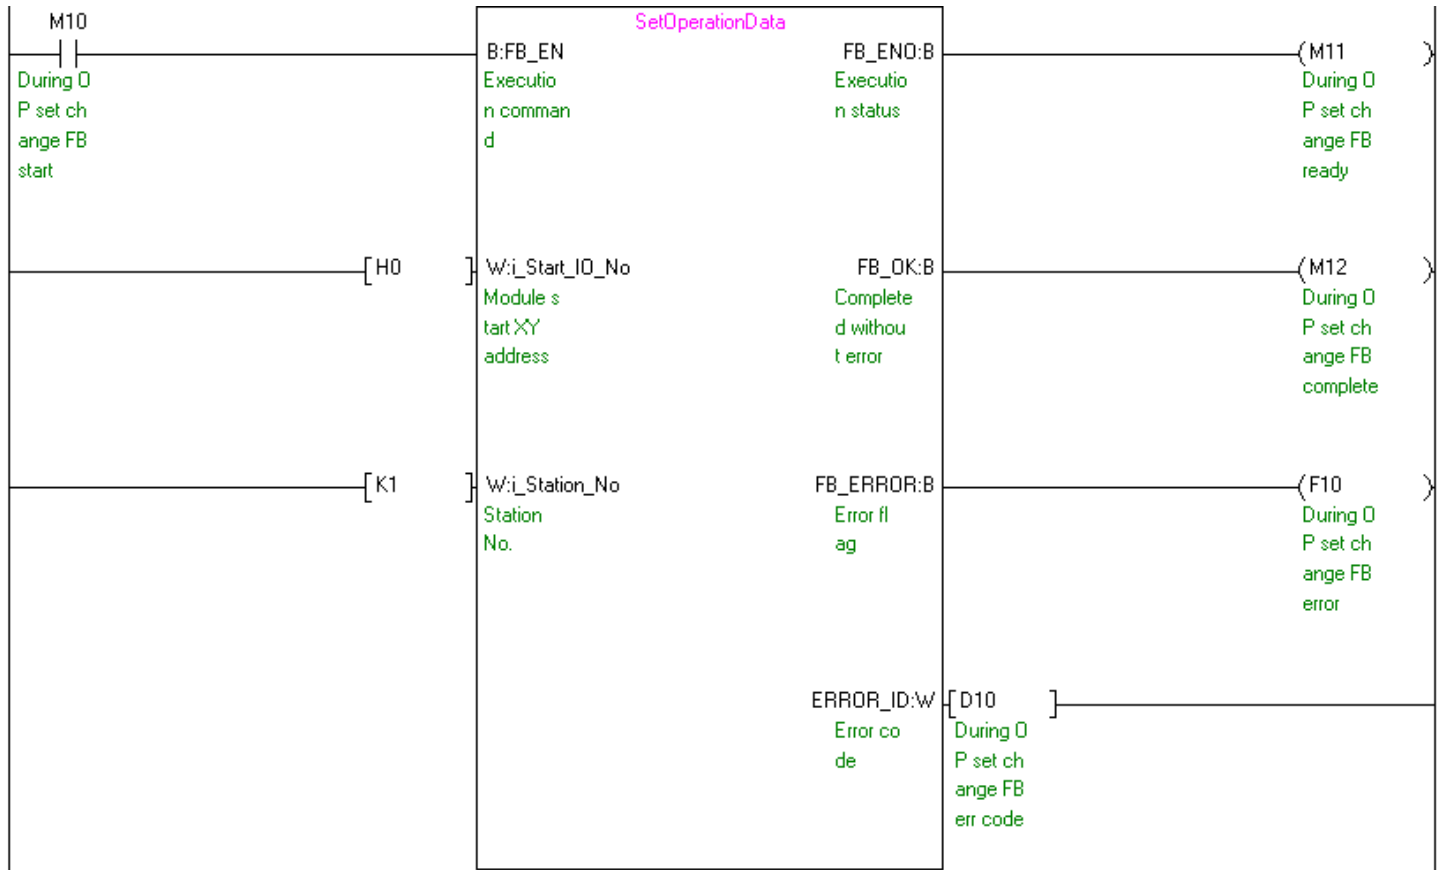 M10
SetOperationData
B:FB_EN
FB_ENO:B
M11
During O
P set ch
ange FB
start
Executio
n comman
d
Executio
n status
During O
P set ch
ange FB
ready
H0
W:i_Start_IO_No
FB_OK:B
M12
Module s
tart XY
address
Complete
d withou
t error
During O
P set ch
ange FB
complete
K1
W:i_Station_No
FB_ERROR:B
F10
Station
No.
Error fl
ag
During O
P set ch
ange FB
error
ERROR_ID:W
D10
Error co
de
During O
P set ch
ange FB
err code